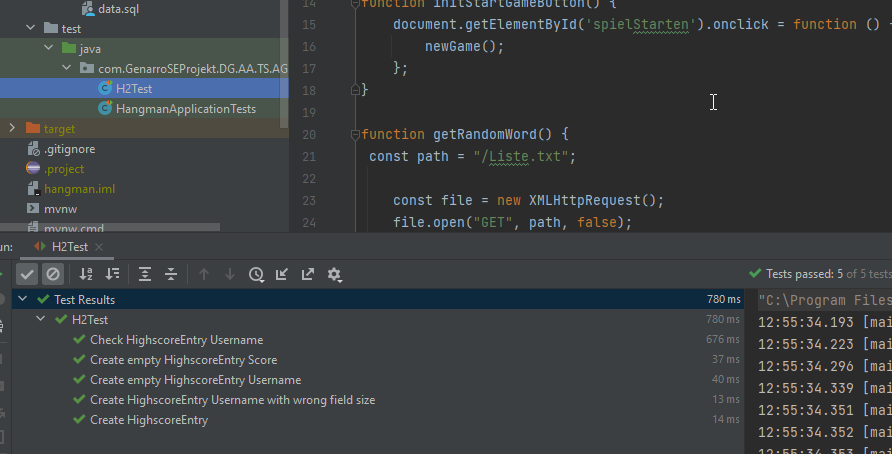 data.sql
test
java
com.GenarroSEProjekt.DG.AA.TS.AG
H2Test
HangmanApplicationTests
target
.gitignore
.project
hangman.iml
mvnw
mvnw.cmd
14 function initStartGameButton() {
15 document.getElementById('spielStarten').onclick = function () {
16 newGame();
17 };
18 }
19
20 function getRandomWord() {
21 const path = "/Liste.txt";
22
23 const file = new XMLHttpRequest();
24 file.open("GET", path, false);
un: H2Test ×
Tests passed: 5 of 5 tests
Test Results 780 ms
H2Test 780 ms
Check HighscoreEntry Username 676 ms
Create empty HighscoreEntry Score 37 ms
Create empty HighscoreEntry Username 40 ms
Create HighscoreEntry Username with wrong field size 13 ms
Create HighscoreEntry 14 ms
"C:\Program Files
12:55:34.193 [mai
12:55:34.223 [mai
12:55:34.296 [mai
12:55:34.339 [mai
12:55:34.351 [mai
12:55:34.352 [mai
12:55:34.353 [mai